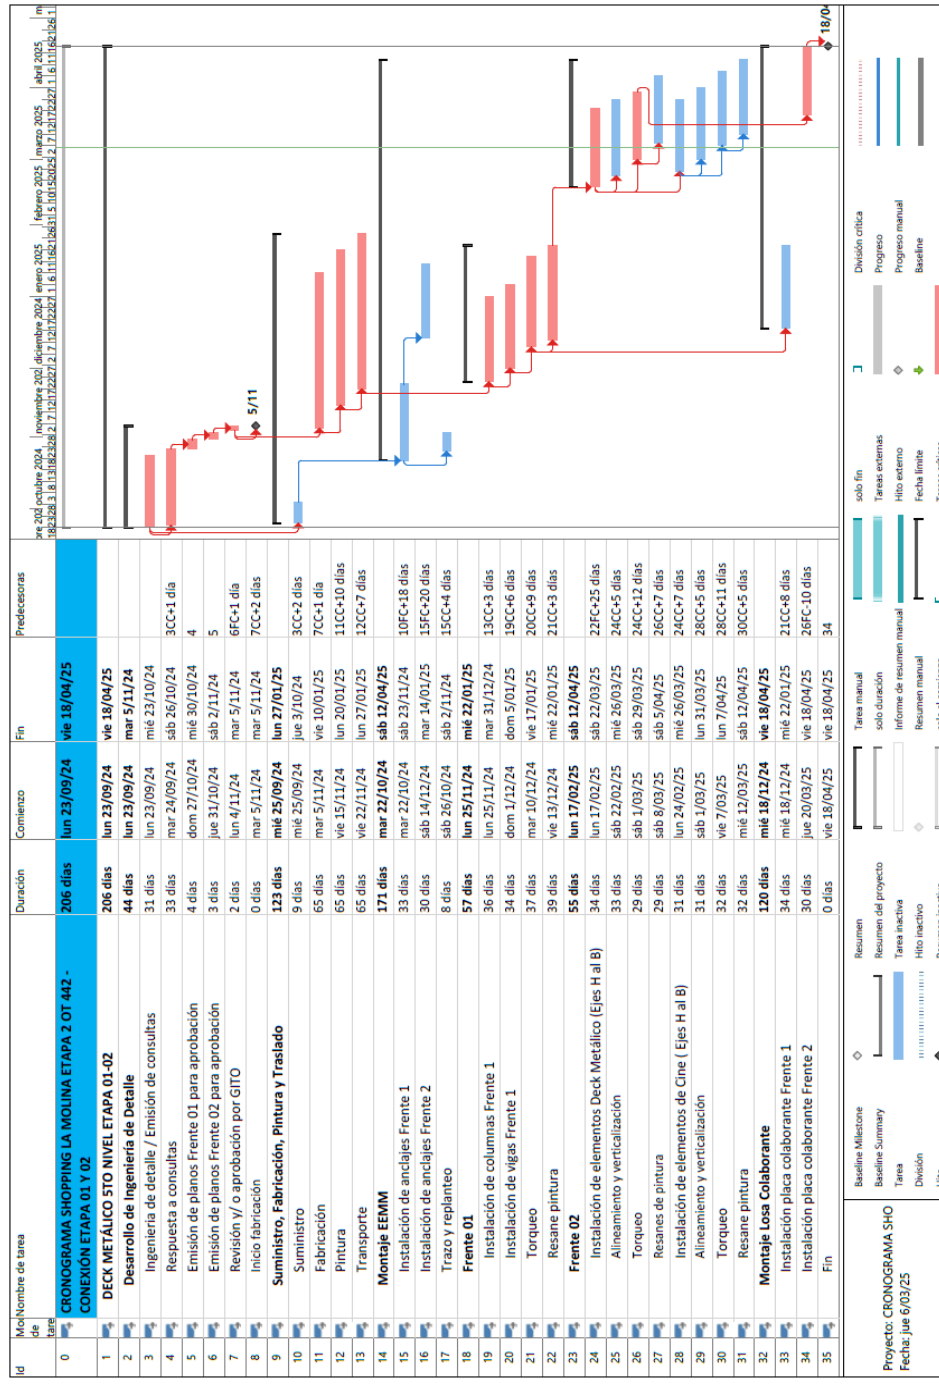 Id Mod de tare Nombre de tarea Duración Comienzo Fin Predecesoras
0 CRONOGRAMA SHOPPING LA MOLINA ETAPA 2 OT 442 - CONEXIÓN ETAPA 01 Y 02 206 días lun 23/09/24 vie 18/04/25
1 DECK METÁLICO 5TO NIVEL ETAPA 01-02 206 días lun 23/09/24 vie 18/04/25
2 Desarrollo de Ingeniería de Detalle 44 días lun 23/09/24 mar 5/11/24
3 Ingeniería de detalle / Emisión de consultas 31 días lun 23/09/24 mié 23/10/24
4 Respuesta a consultas 33 días mar 24/09/24 sáb 26/10/24 3CC+1 día
5 Emisión de planos Frente 01 para aprobación 4 días dom 27/10/24 mié 30/10/24 4
6 Emisión de planos Frente 02 para aprobación 3 días jue 31/10/24 sáb 2/11/24 5
7 Revisión y/ o aprobación por GITO 2 días lun 4/11/24 mar 5/11/24 6FC+1 día
8 Inicio fabricación 0 días mar 5/11/24 mar 5/11/24 7CC+2 días
9 Suministro, Fabricación, Pintura y Traslado 123 días mié 25/09/24 lun 27/01/25
10 Suministro 9 días mié 25/09/24 jue 3/10/24 3CC+2 días
11 Fabricación 65 días mar 5/11/24 vie 10/01/25 7CC+1 día
12 Pintura 65 días vie 15/11/24 lun 20/01/25 11CC+10 días
13 Transporte 65 días vie 22/11/24 lun 27/01/25 12CC+7 días
14 Montaje EEMM 171 días mar 22/10/24 sáb 12/04/25
15 Instalación de anclajes Frente 1 33 días mar 22/10/24 sáb 23/11/24 10FC+18 días
16 Instalación de anclajes Frente 2 30 días sáb 14/12/24 mar 14/01/25 15FC+20 días
17 Trazo y replanteo 8 días sáb 26/10/24 sáb 2/11/24 15CC+4 días
18 Frente 01 57 días lun 25/11/24 mié 22/01/25
19 Instalación de columnas Frente 1 36 días lun 25/11/24 mar 31/12/24 13CC+3 días
20 Instalación de vigas Frente 1 34 días dom 1/12/24 dom 5/01/25 19CC+6 días
21 Torqueo 37 días mar 10/12/24 vie 17/01/25 20CC+9 días
22 Resane pintura 39 días vie 13/12/24 mié 22/01/25 21CC+3 días
23 Frente 02 55 días lun 17/02/25 sáb 12/04/25
24 Instalación de elementos Deck Metálico (Ejes H al B) 34 días lun 17/02/25 sáb 22/03/25 22FC+25 días
25 Alineamiento y verticalización 33 días sáb 22/02/25 mié 26/03/25 24CC+5 días
26 Torqueo 29 días sáb 1/03/25 sáb 29/03/25 24CC+12 días
27 Resanes de pintura 29 días sáb 8/03/25 sáb 5/04/25 26CC+7 días
28 Instalación de elementos de Cine ( Ejes H al B) 31 días lun 24/02/25 mié 26/03/25 24CC+7 días
29 Alineamiento y verticalización 31 días sáb 1/03/25 lun 31/03/25 28CC+5 días
30 Torqueo 32 días vie 7/03/25 lun 7/04/25 28CC+11 días
31 Resane pintura 32 días mié 12/03/25 sáb 12/04/25 30CC+5 días
32 Montaje Losa Colaborante 120 días mié 18/12/24 vie 18/04/25
33 Instalación placa colaborante Frente 1 34 días mié 18/12/24 mié 22/01/25 21CC+8 días
34 Instalación placa colaborante Frente 2 30 días jue 20/03/25 vie 18/04/25 26FC-10 días
35 Fin 0 días vie 18/04/25 vie 18/04/25 34
re 202 octubre 2024 noviembre 202 diciembre 2024 enero 2025 febrero 2025 marzo 2025 abril 2025 m
5/11
18/04
Proyecto: CRONOGRAMA SHO
Fecha: jue 6/03/25
Baseline Milestone
Baseline Summary
Tarea
División
Resumen
Resumen del proyecto
Tarea inactiva
Hito inactivo
Tarea manual
solo duración
Informe de resumen manual
Resumen manual
solo fin
Tareas externas
Hito externo
Fecha límite
División crítica
Progreso
Progreso manual
Baseline